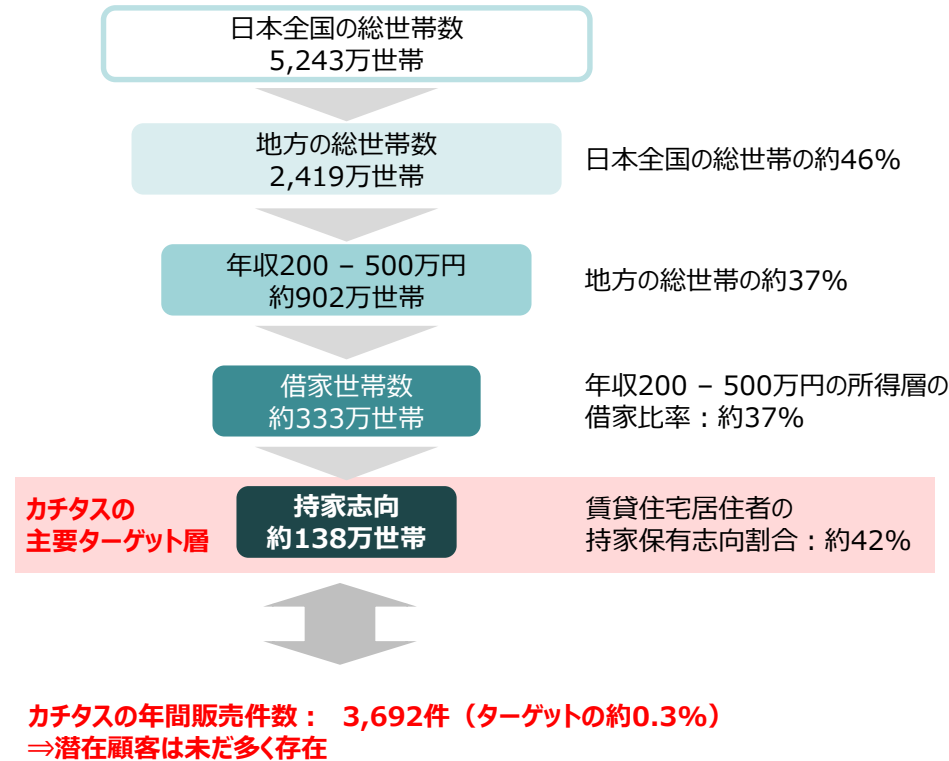 日本全国の総世帯数
5,243万世帯
地方の総世帯数
2,419万世帯
日本全国の総世帯の約46%
年収200 – 500万円
約902万世帯
地方の総世帯の約37%
借家世帯数
約333万世帯
年収200 – 500万円の所得層の
借家比率：約37%
カチタスの
主要ターゲット層
持家志向
約138万世帯
賃貸住宅居住者の
持家保有志向割合：約42%
カチタスの年間販売件数： 3,692件（ターゲットの約0.3%）
⇒潜在顧客は未だ多く存在